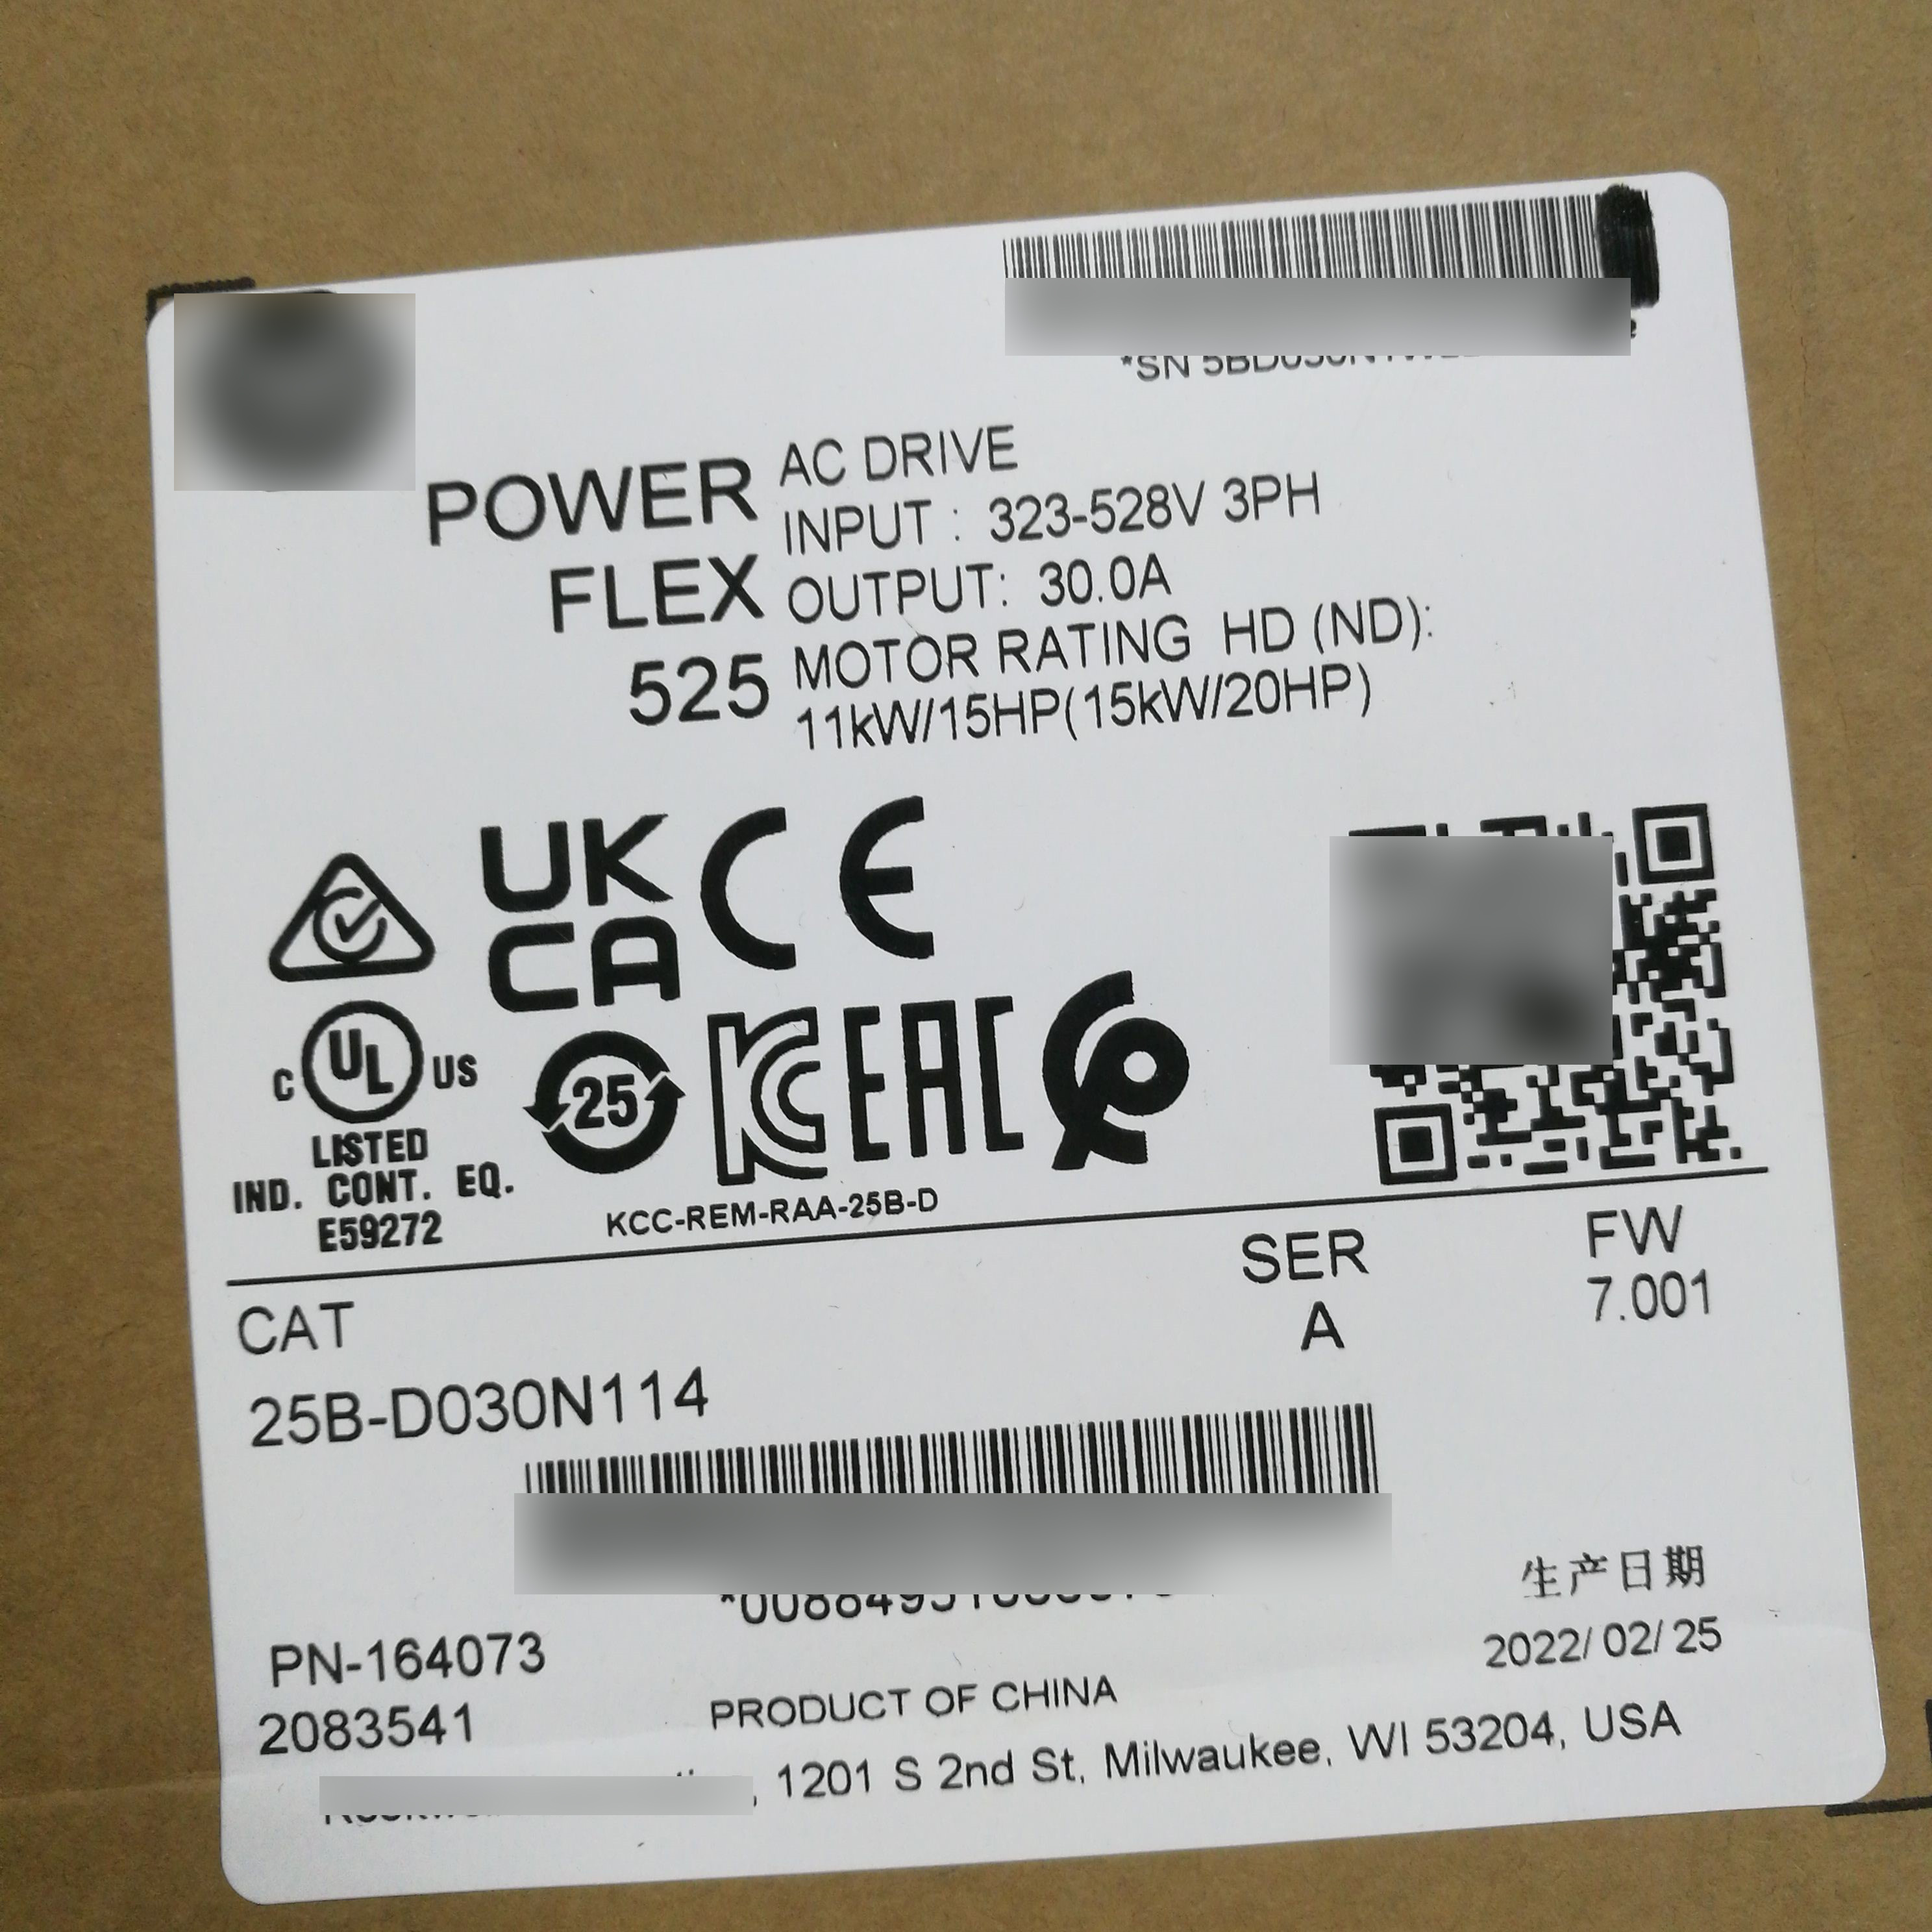 *SN
POWER
FLEX
525
AC DRIVE
INPUT : 323-528V 3PH
OUTPUT: 30.0A
MOTOR RATING HD (ND):
11kW/15HP(15kW/20HP)
UK
CA
CE
C UL US
LISTED
IND. CONT. EQ.
E59272
25
KC
EAC
KCC-REM-RAA-25B-D
CAT
25B-D030N114
SER
A
FW
7.001
PN-164073
2083541
生产日期
2022/02/25
PRODUCT OF CHINA
, 1201 S 2nd St, Milwaukee, WI 53204, USA